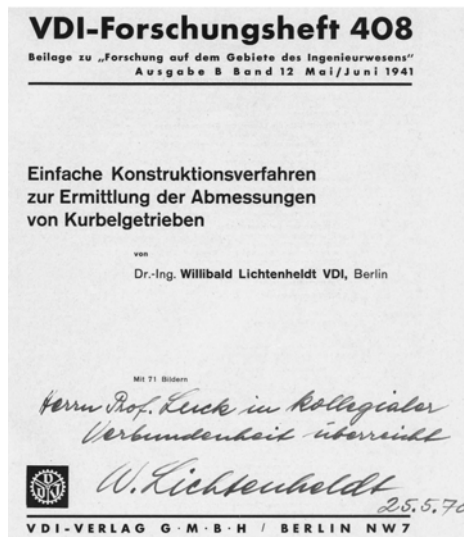 VDI-Forschungsheft 408
Beilage zu „Forschung auf dem Gebiete des Ingenieurwesens"
Ausgabe B Band 12 Mai/Juni 1941
Einfache Konstruktionsverfahren
zur Ermittlung der Abmessungen
von Kurbelgetrieben
von
Dr.-Ing. Willibald Lichtenheldt VDI, Berlin
Mit 71 Bildern
Herrn Prof. Luck in kollegialer
Verbundenheit überreicht
W. Lichtenheldt
25.5.70
VDI
VDI-VERLAG G·M·B·H / BERLIN NW7